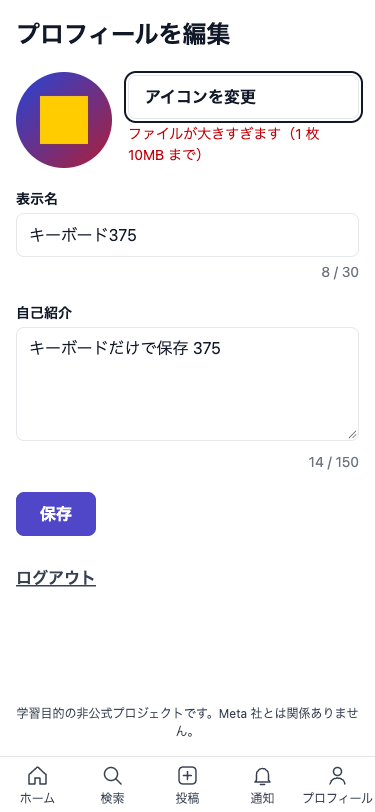 プロフィールを編集
アイコンを変更
ファイルが大きすぎます（1 枚
10MB まで）
表示名
キーボード375
8 / 30
自己紹介
キーボードだけで保存 375
14 / 150
保存
ログアウト
学習目的の非公式プロジェクトです。Meta 社とは関係ありませ
ん。
ホーム
検索
投稿
通知
プロフィール